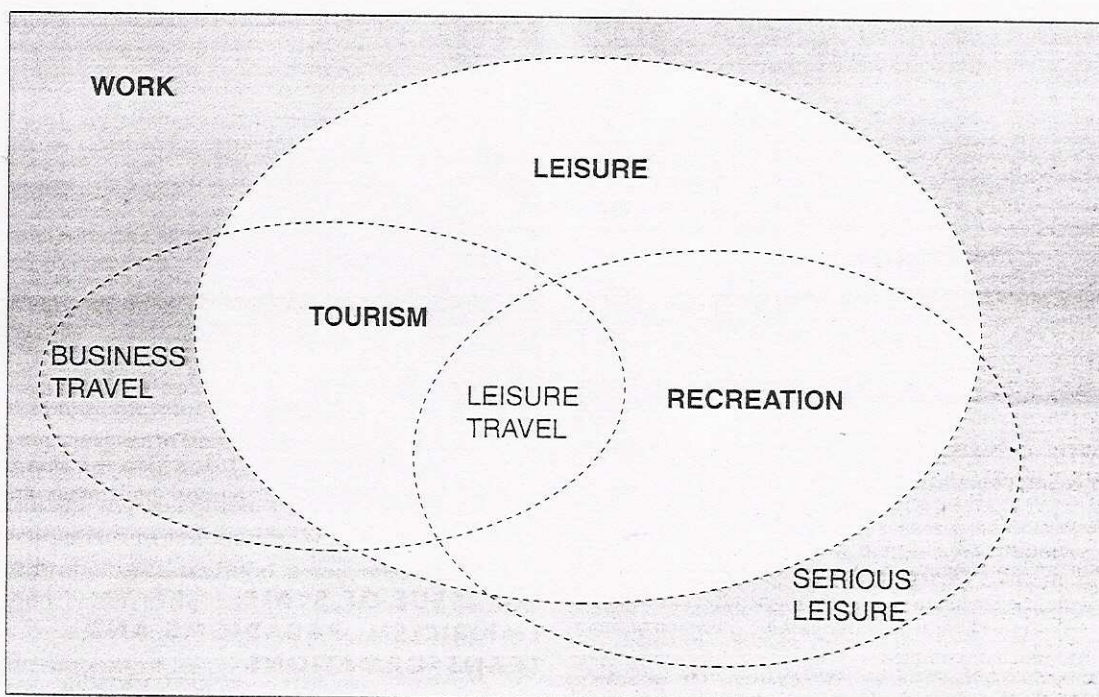 WORK
LEISURE
TOURISM
BUSINESS
TRAVEL
LEISURE
TRAVEL
RECREATION
SERIOUS
LEISURE